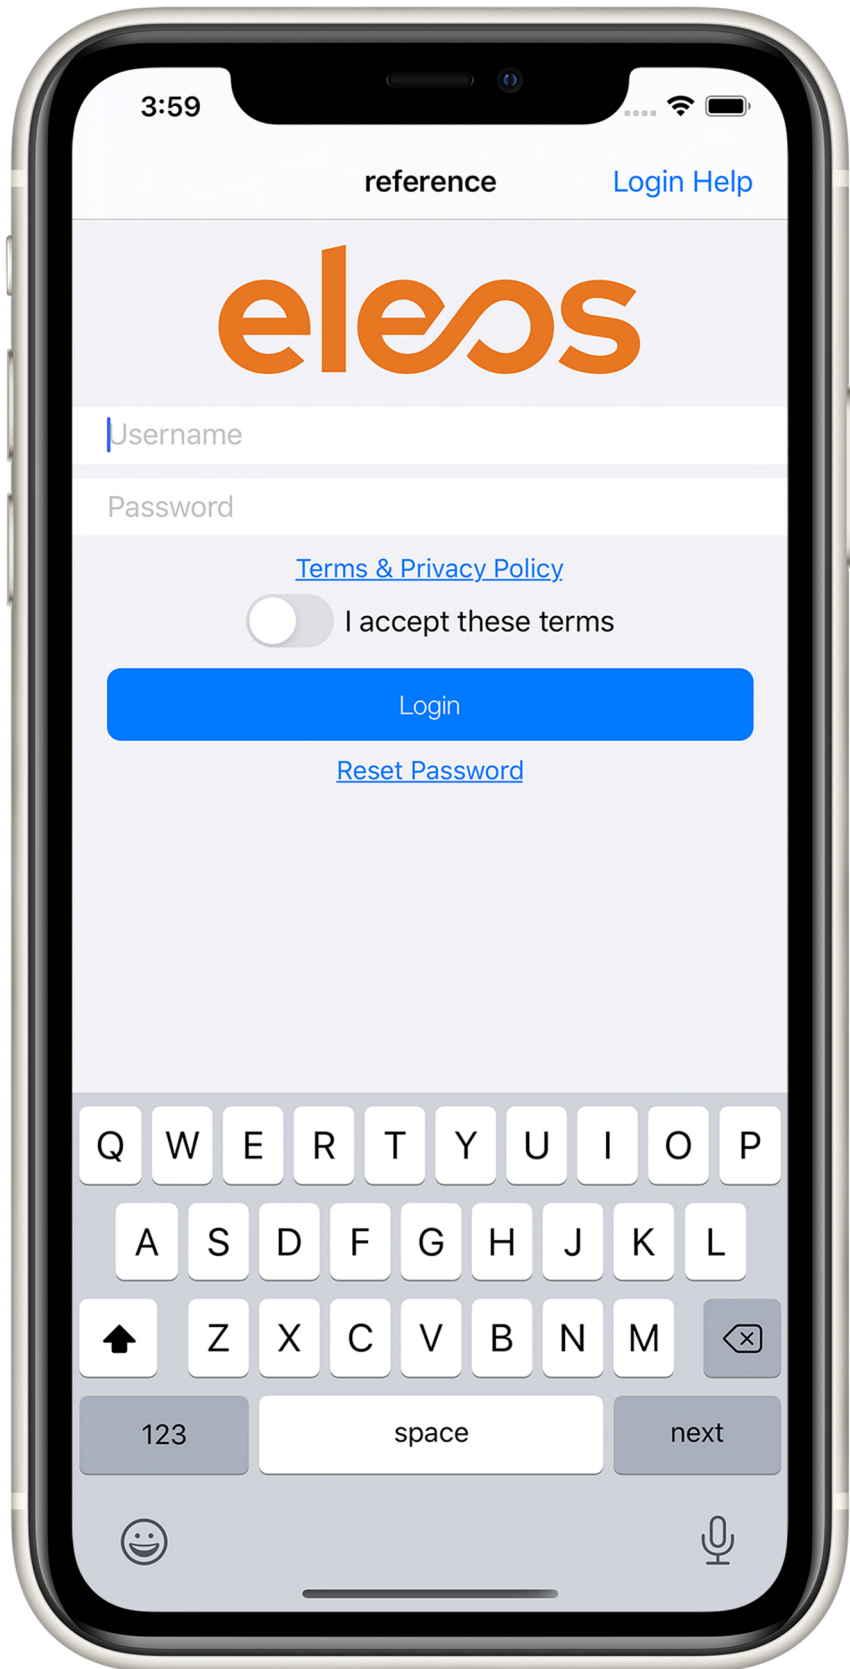 3:59
reference Login Help
eleos
Username
Password
Terms & Privacy Policy
I accept these terms
Login
Reset Password
Q W E R T Y U I O P
A S D F G H J K L
Z X C V B N M
123 space next